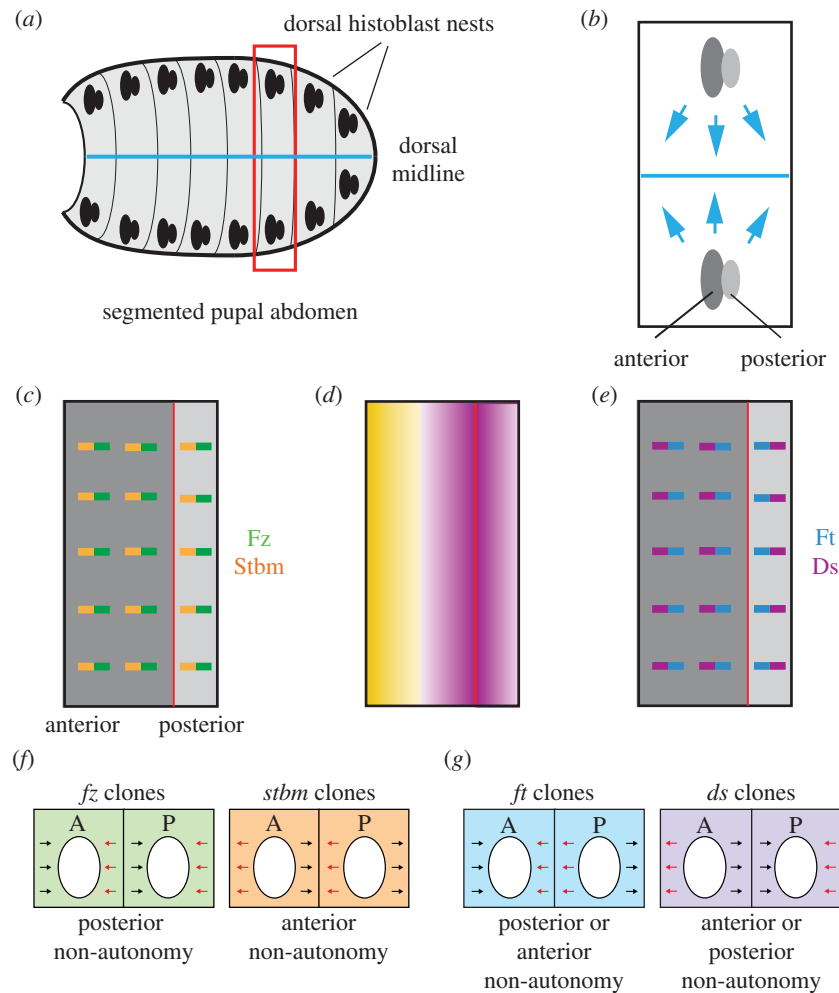 (a)
dorsal histoblast nests
dorsal
midline
segmented pupal abdomen
(b)
anterior
posterior
(c)
Fz
Stbm
anterior
posterior
(d)
(e)
Ft
Ds
(f)
fz clones
A
P
posterior
non-autonomy
stbm clones
A
P
anterior
non-autonomy
(g)
ft clones
A
P
posterior or
anterior
non-autonomy
ds clones
A
P
anterior or
posterior
non-autonomy